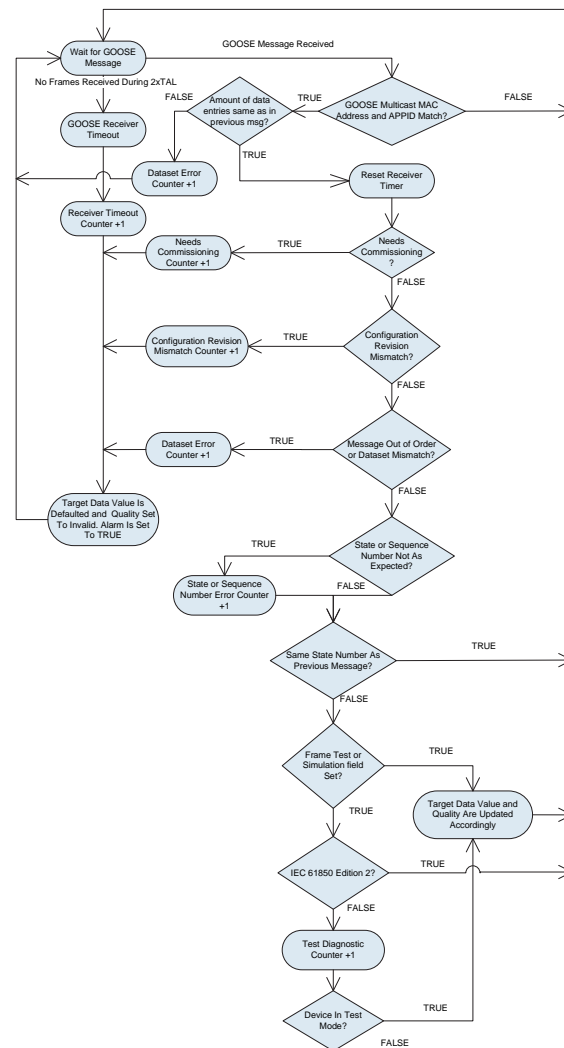 Wait for GOOSE
Message
GOOSE Message Received
No Frames Received During 2xTAL
GOOSE Receiver
Timeout
FALSE
Amount of data
entries same as in
previous msg?
TRUE
GOOSE Multicast MAC
Address and APPID Match?
FALSE
TRUE
Dataset Error
Counter +1
Reset Receiver
Timer
Receiver Timeout
Counter +1
Needs
Commissioning
Counter +1
TRUE
Needs
Commissioning
?
FALSE
Configuration Revision
Mismatch Counter +1
TRUE
Configuration
Revision
Mismatch?
FALSE
Dataset Error
Counter +1
TRUE
Message Out of Order
or Dataset Mismatch?
FALSE
Target Data Value Is
Defaulted and Quality Set
To Invalid. Alarm Is Set
To TRUE
TRUE
State or Sequence
Number Not As
Expected?
State or Sequence
Number Error Counter
+1
FALSE
Same State Number As
Previous Message?
TRUE
FALSE
Frame Test or
Simulation field
Set?
TRUE
TRUE
Target Data Value and
Quality Are Updated
Accordingly
IEC 61850 Edition 2?
TRUE
FALSE
Test Diagnostic
Counter +1
Device In Test
Mode?
TRUE
FALSE